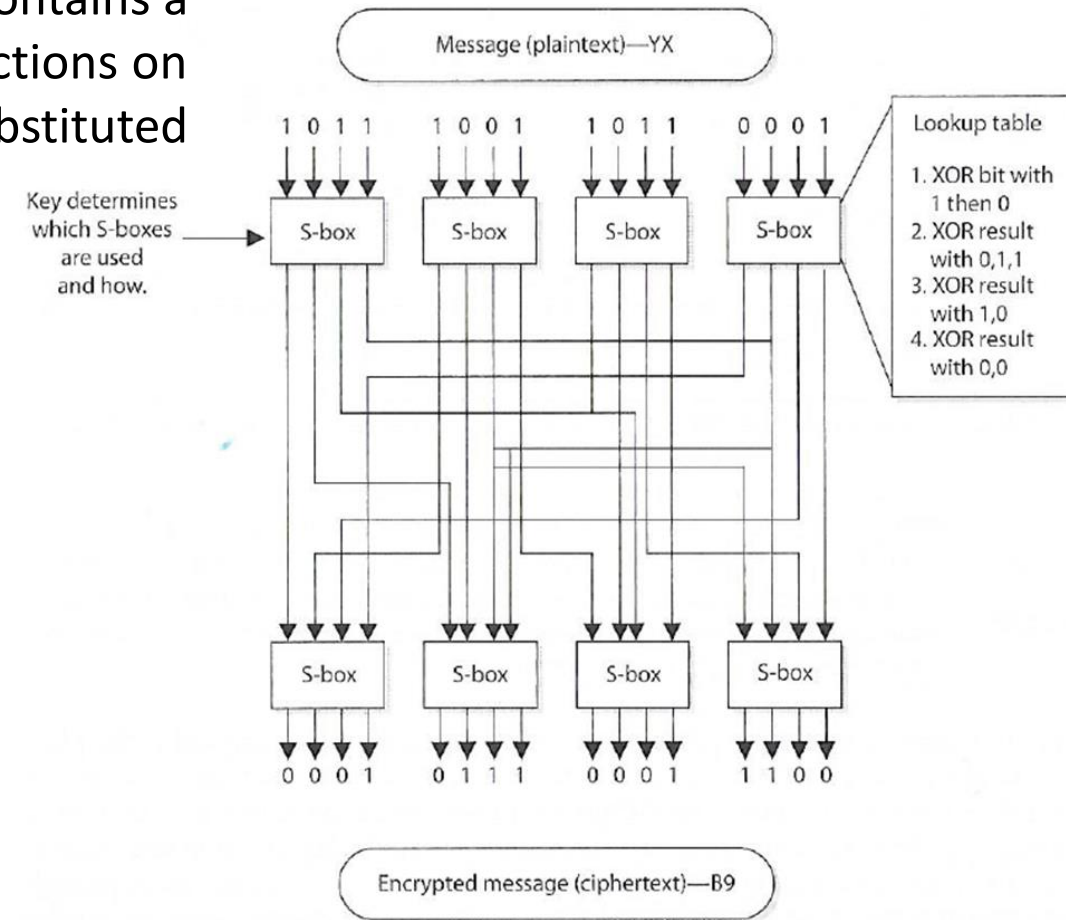 ontains a
ctions on
bstituted
Message (plaintext)—YX
1 0 1 1 1 0 0 1 1 0 1 1 0 0 0 1
Key determines
which S-boxes
are used
and how.
S-box S-box S-box S-box
Lookup table
1. XOR bit with
1 then 0
2. XOR result
with 0,1,1
3. XOR result
with 1,0
4. XOR result
with 0,0
S-box S-box S-box S-box
0 0 0 1 0 1 1 1 0 0 0 1 1 1 0 0
Encrypted message (ciphertext)—B9